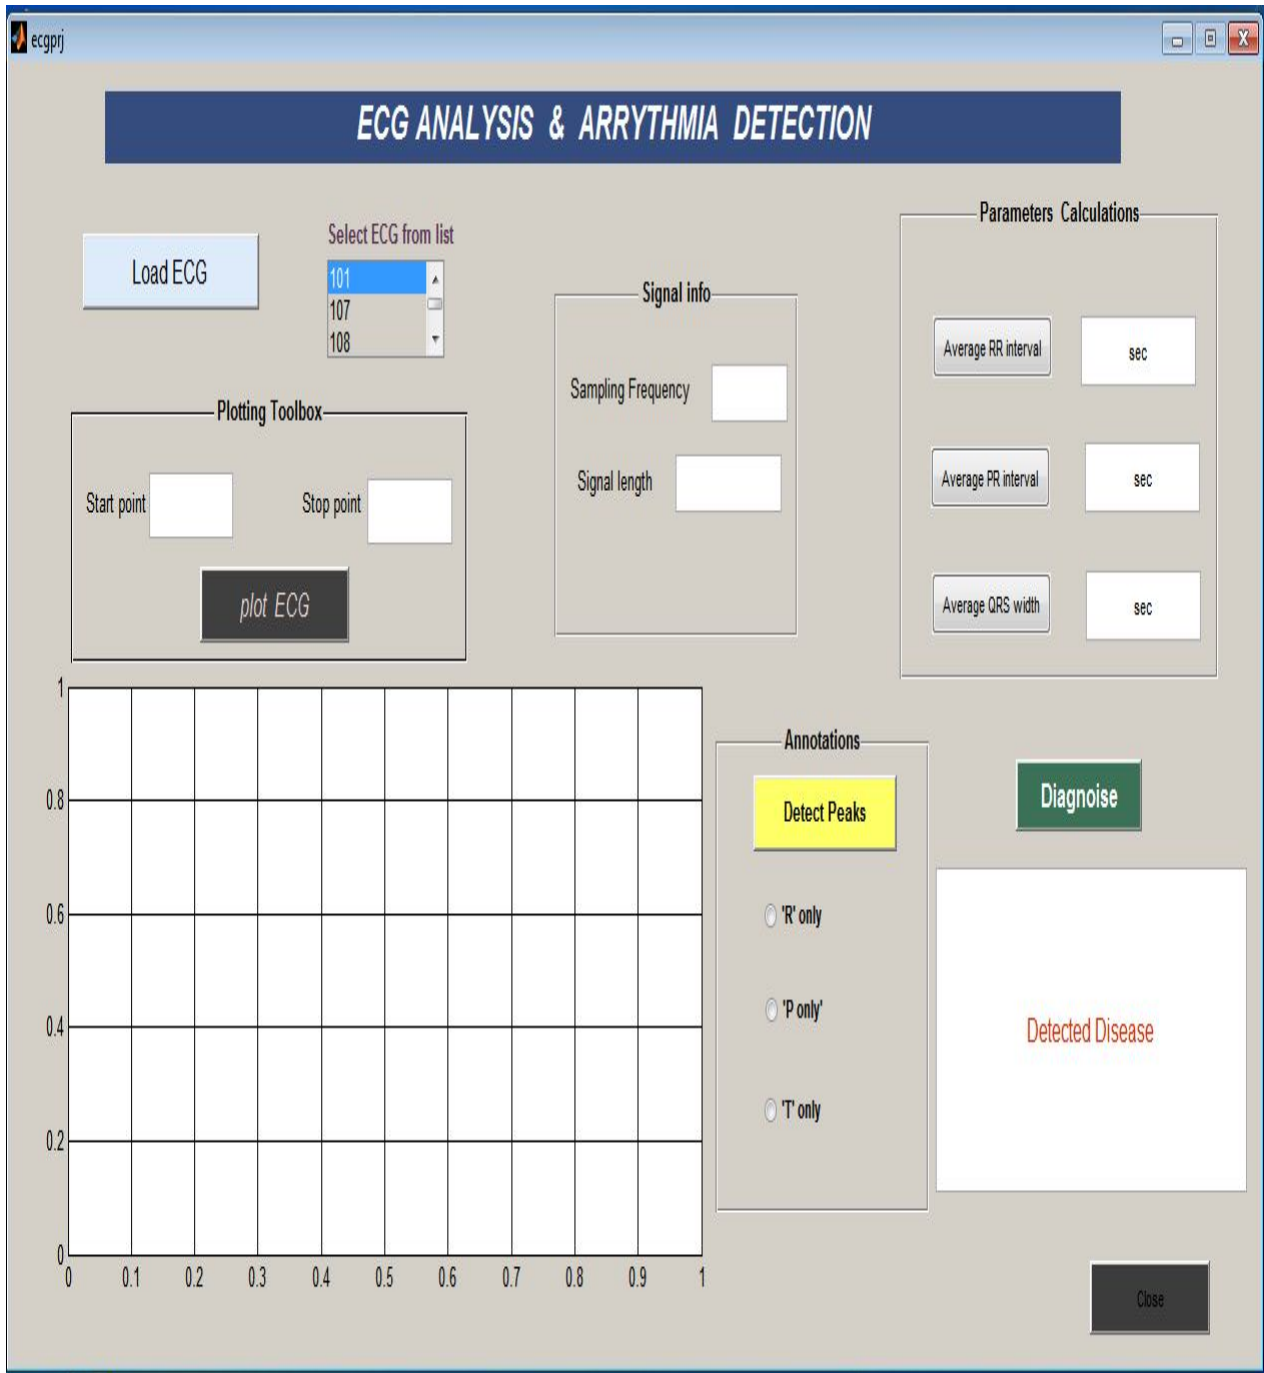 ecgprj
ECG ANALYSIS & ARRYTHMIA DETECTION
Load ECG
Select ECG from list
101
107
108
Signal info
Sampling Frequency
Signal length
Parameters Calculations
Average RR interval
sec
Average PR interval
sec
Average QRS width
sec
Plotting Toolbox
Start point
Stop point
plot ECG
1
0.8
0.6
0.4
0.2
0
0 0.1 0.2 0.3 0.4 0.5 0.6 0.7 0.8 0.9 1
Annotations
Detect Peaks
'R' only
'P only'
'T' only
Diagnoise
Detected Disease
Close